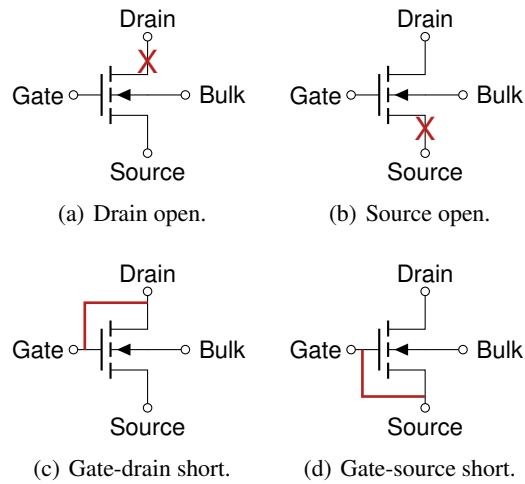 Drain Drain
Gate Bulk Gate Bulk
Source Source
(a) Drain open. (b) Source open.
Drain Drain
Gate Bulk Gate Bulk
Source Source
(c) Gate-drain short. (d) Gate-source short.